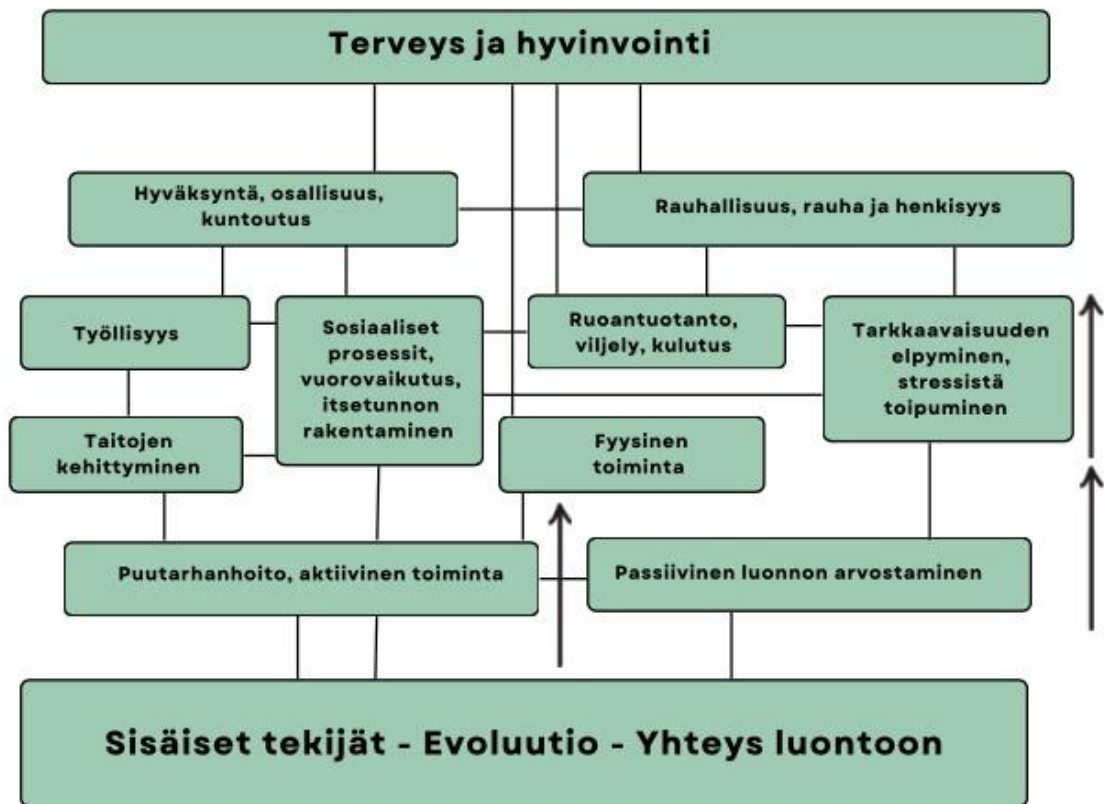 Terveys ja hyvinvointi
Hyväksyntä, osallisuus,
kuntoutus
Rauhallisuus, rauha ja henkisyys
Työllisyys
Sosiaaliset
prosessit,
vuorovaikutus,
itsetunnon
rakentaminen
Ruoantuotanto,
viljely, kulutus
Tarkkaavaisuuden
elpyminen,
stressistä
toipuminen
Taitojen
kehittyminen
Fyysinen
toiminta
Puutarhanhoito, aktiivinen toiminta
Passiivinen luonnon arvostaminen
Sisäiset tekijät - Evoluutio - Yhteys luontoon